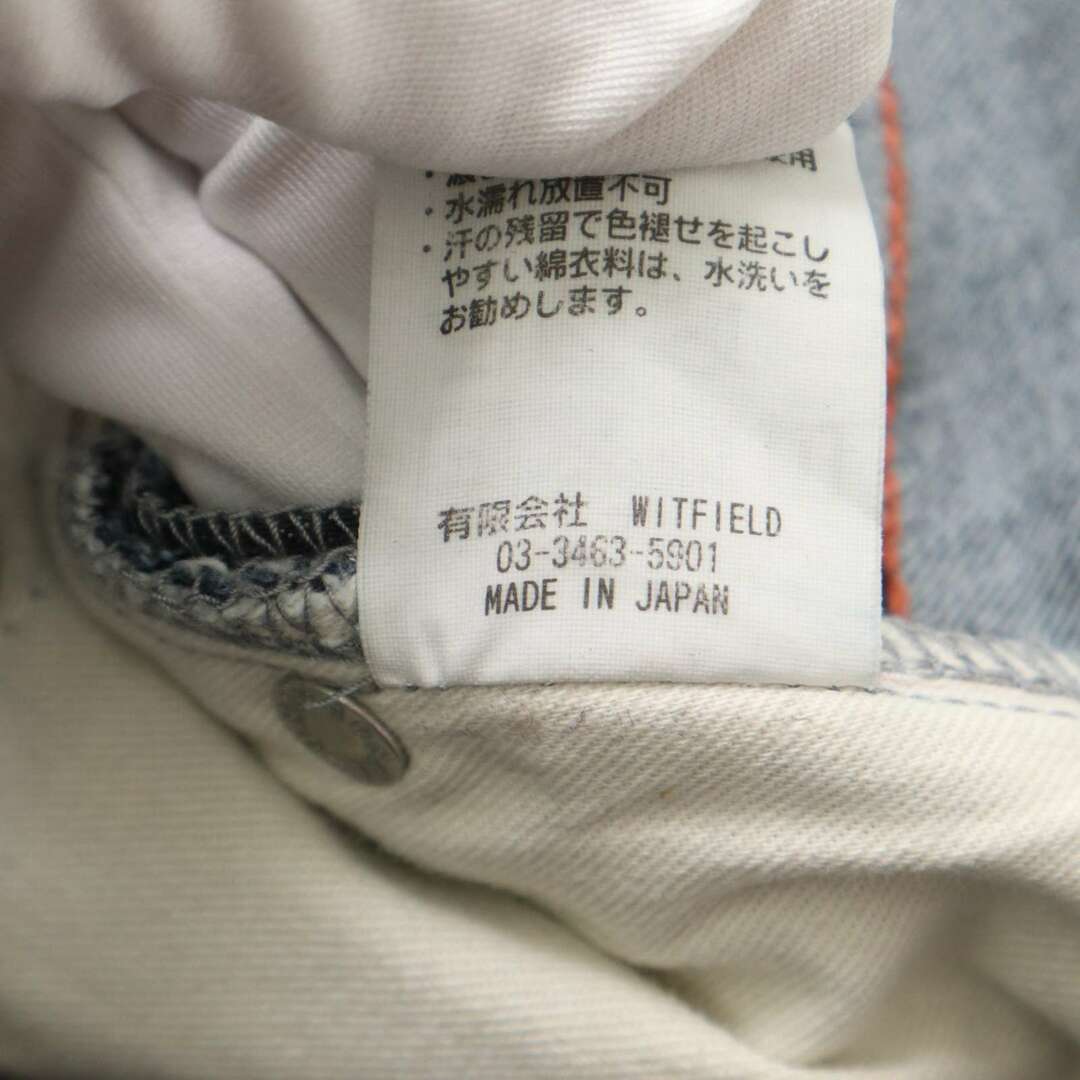 ・水濡れ放置不可
・汗の残留で色褪せを起こし
やすい綿衣料は、水洗いを
お勧めします。
有限会社 WITFIELD
03-3463-5901
MADE IN JAPAN